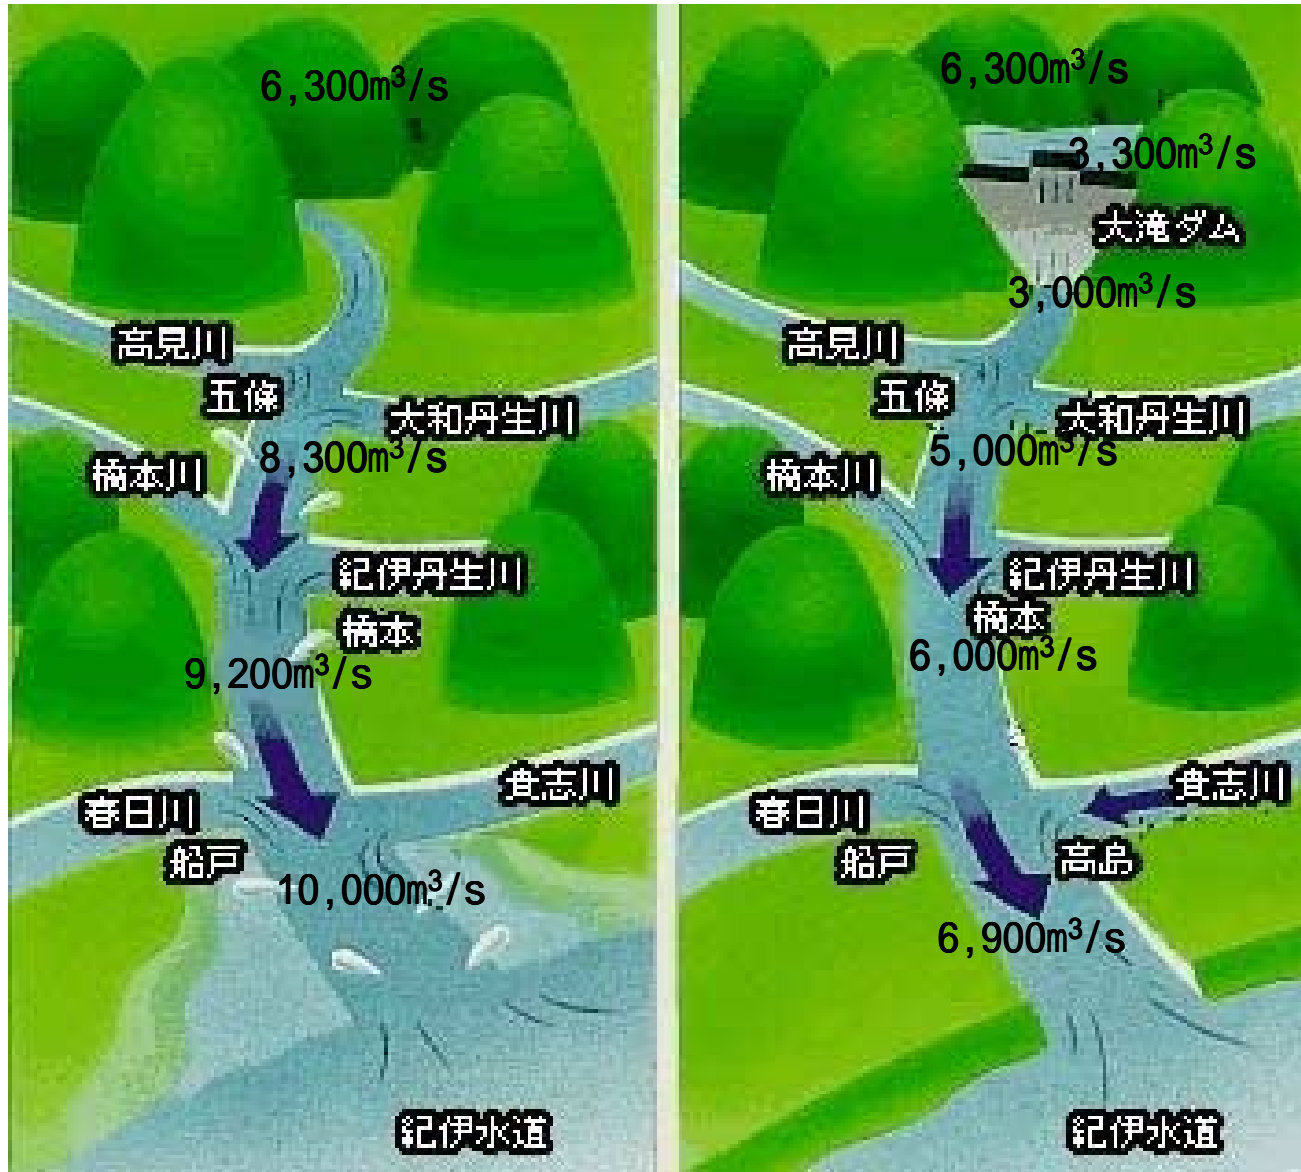 6,300m³/s
高見川
五條
大和丹生川
8,300m³/s
橋本川
紀伊丹生川
橋本
9,200m³/s
貴志川
春日川
船戸
10,000m³/s
紀伊水道
6,300m³/s
3,300m³/s
大滝ダム
3,000m³/s
高見川
五條
大和丹生川
5,000m³/s
橋本川
紀伊丹生川
橋本
6,000m³/s
貴志川
春日川
船戸
高島
6,900m³/s
紀伊水道